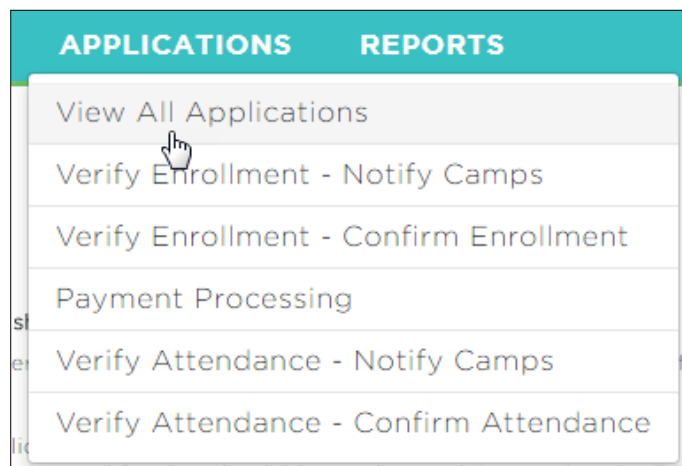 APPLICATIONS REPORTS
View All Applications
Verify Enrollment - Notify Camps
Verify Enrollment - Confirm Enrollment
Payment Processing
Verify Attendance - Notify Camps
Verify Attendance - Confirm Attendance